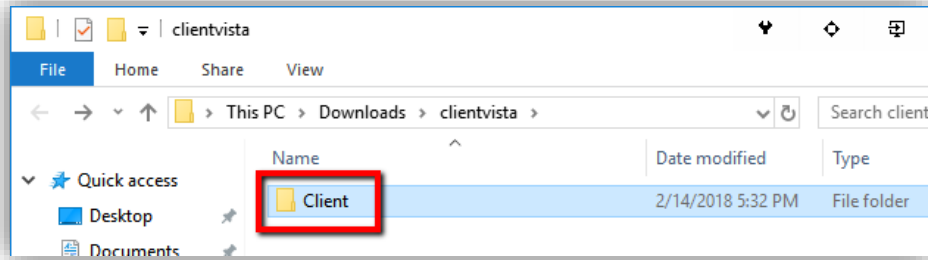 clientvista
File Home Share View
This PC > Downloads > clientvista >
Search client
Name Date modified Type
Quick access
Client 2/14/2018 5:32 PM File folder
Desktop
Documents